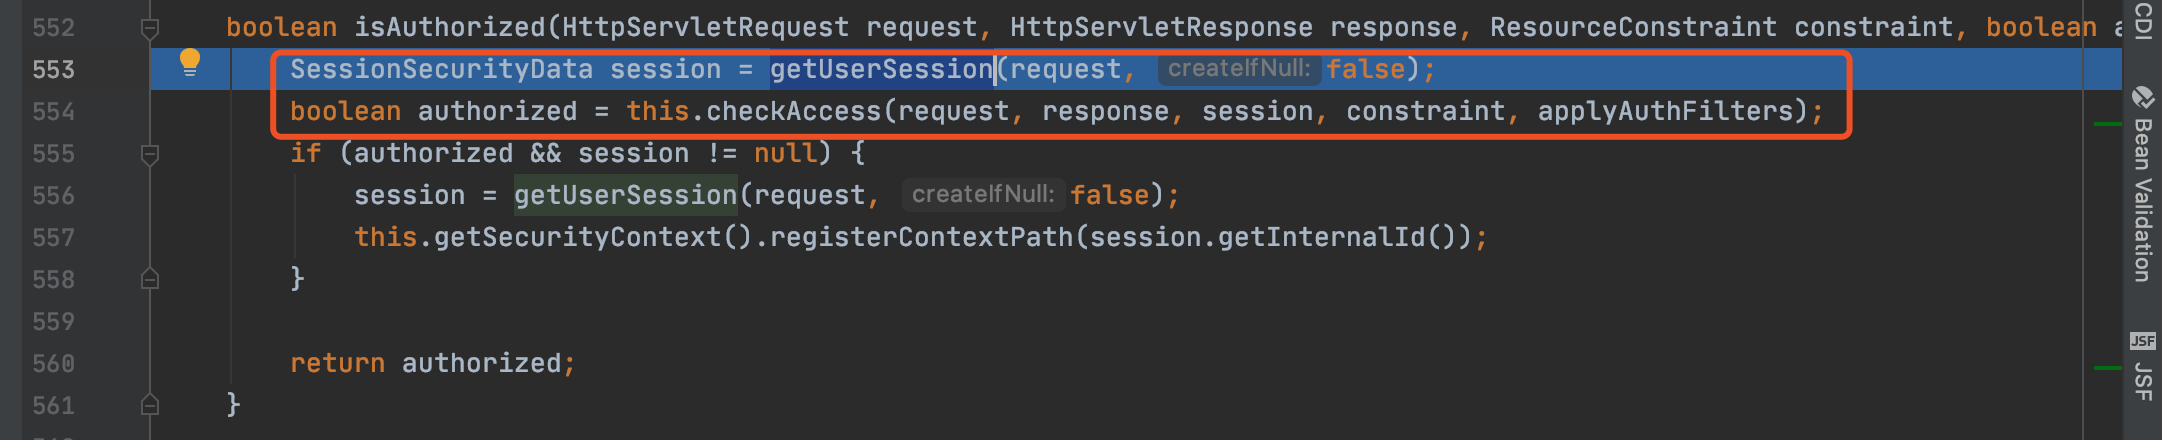 552 boolean isAuthorized(HttpServletRequest request, HttpServletResponse response, ResourceConstraint constraint, boolean a
553 SessionSecurityData session = getUserSession(request, createIfNull: false);
554 boolean authorized = this.checkAccess(request, response, session, constraint, applyAuthFilters);
555 if (authorized && session != null) {
556 session = getUserSession(request, createIfNull: false);
557 this.getSecurityContext().registerContextPath(session.getInternalId());
558 }
559
560 return authorized;
561 }
CDI
Bean Validation
JSF
JSF